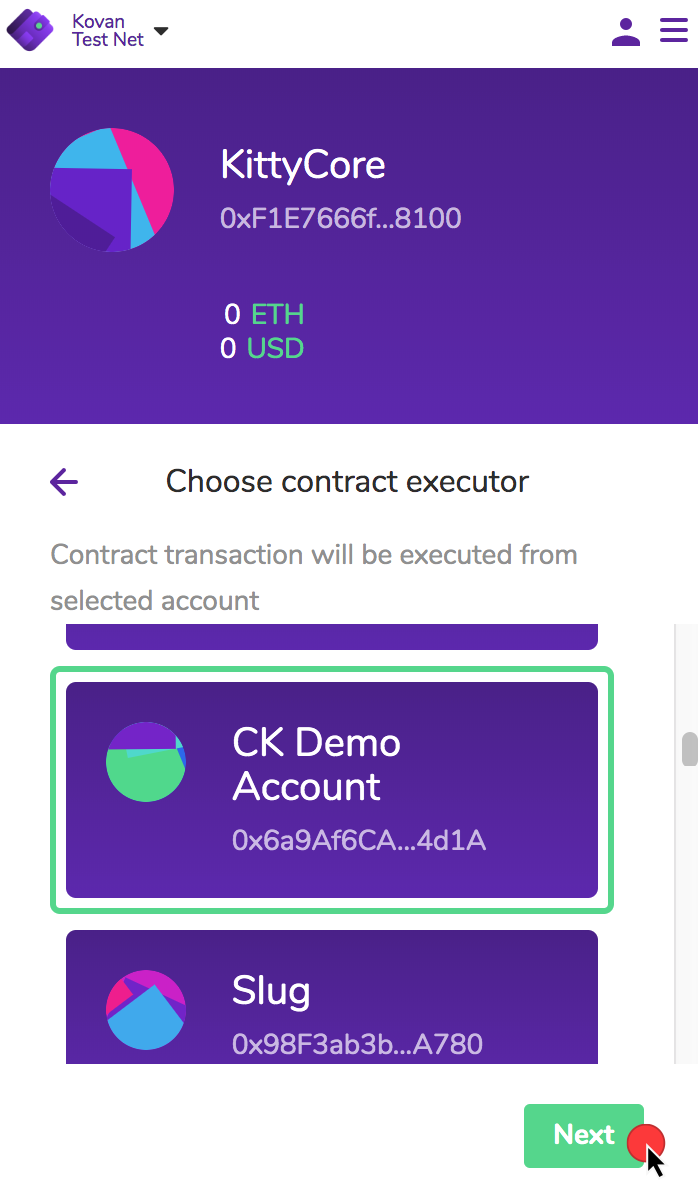 Kovan
Test Net
KittyCore
0xF1E7666f...8100
0 ETH
0 USD
Choose contract executor
Contract transaction will be executed from
selected account
CK Demo
Account
0x6a9Af6CA...4d1A
Slug
0x98F3ab3b...A780
Next